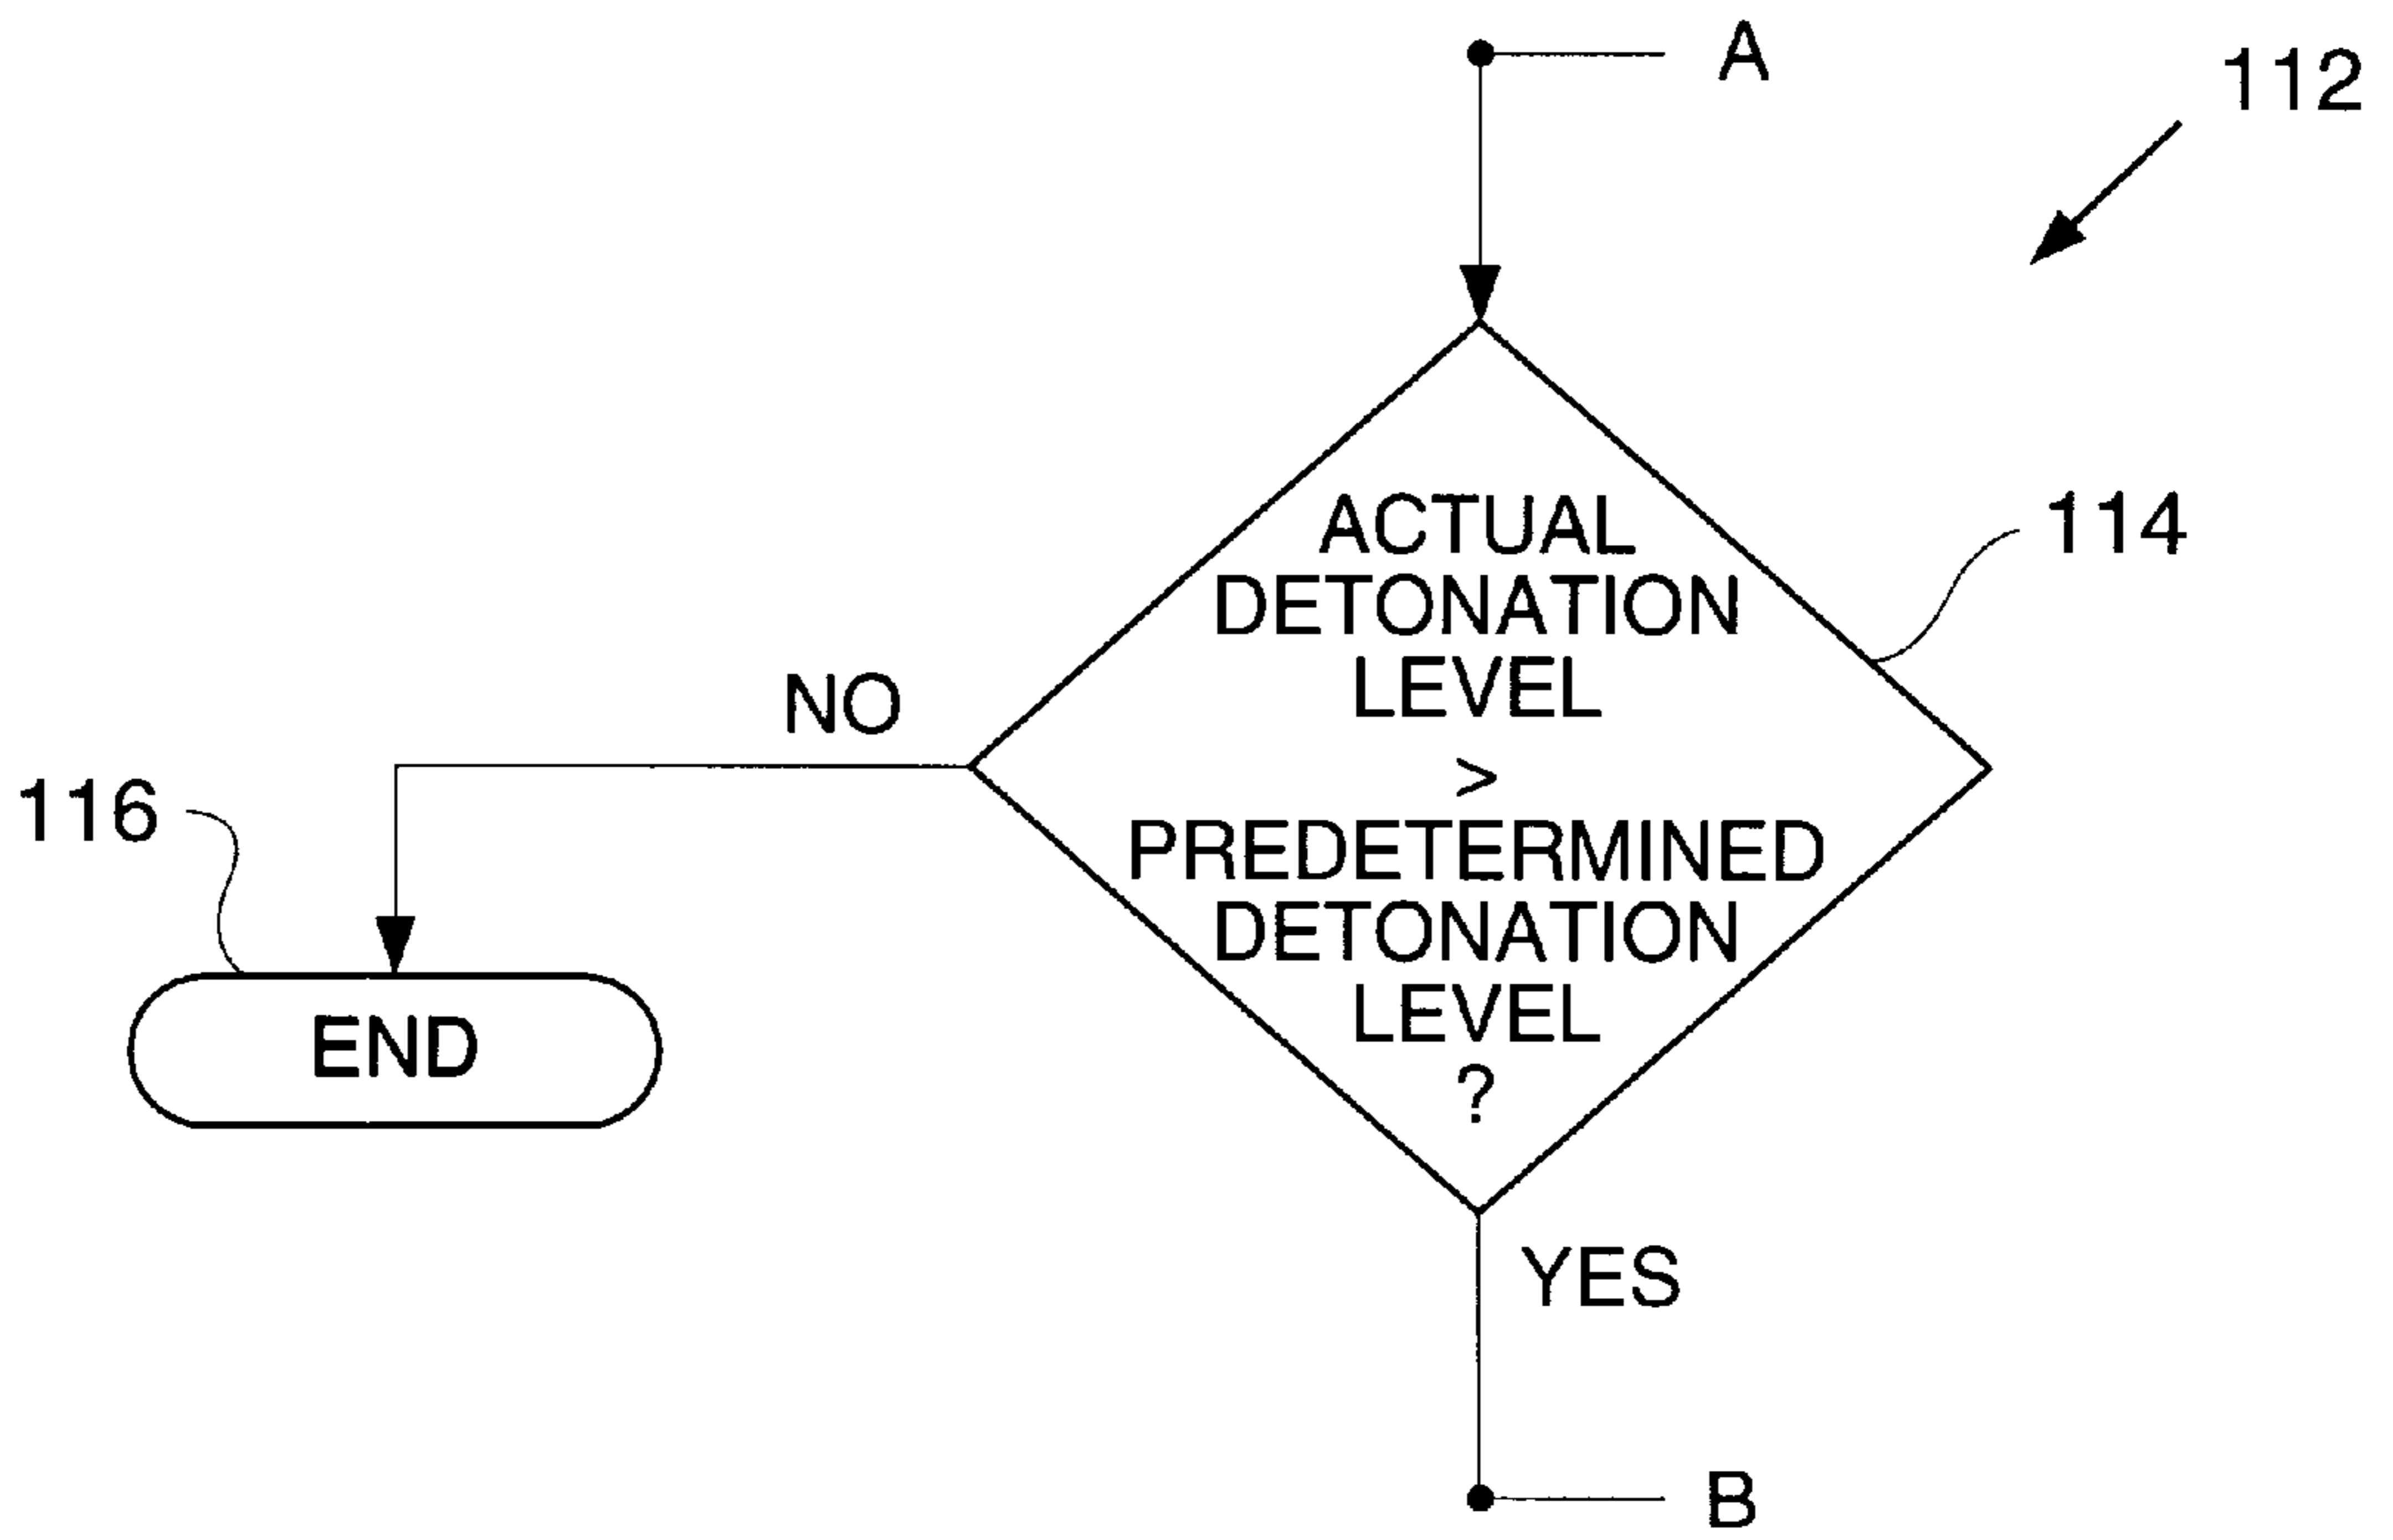 A
112
ACTUAL
DETONATION
LEVEL
>
PREDETERMINED
DETONATION
LEVEL
?
114
NO
116
END
YES
B